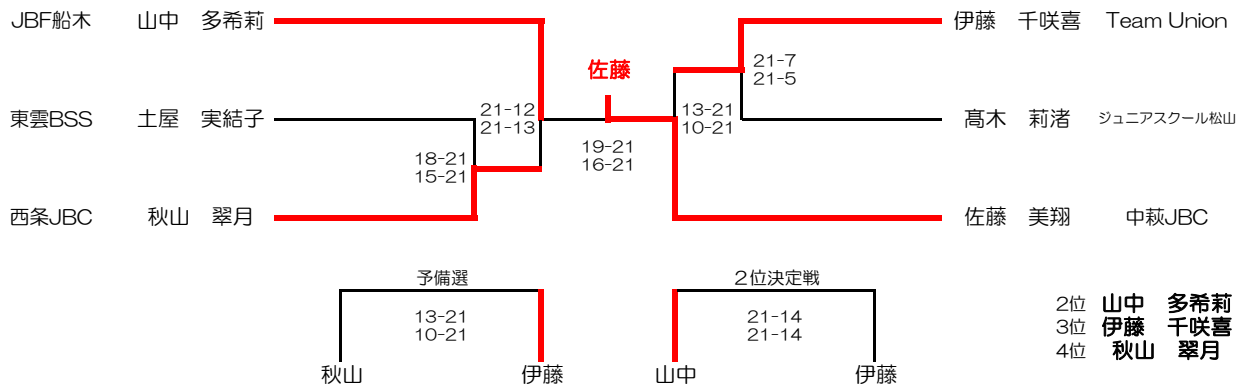 JBF船木 山中 多希莉
伊藤 千咲喜 Team Union
佐藤
21-7
21-5
東雲BSS 土屋 実結子
21-12
21-13
13-21
10-21
髙木 莉渚 ジュニアスクール松山
19-21
16-21
18-21
15-21
西条JBC 秋山 翠月
佐藤 美翔 中萩JBC
予備選
13-21
10-21
秋山 伊藤
2位決定戦
21-14
21-14
山中 伊藤
2位 山中 多希莉
3位 伊藤 千咲喜
4位 秋山 翠月